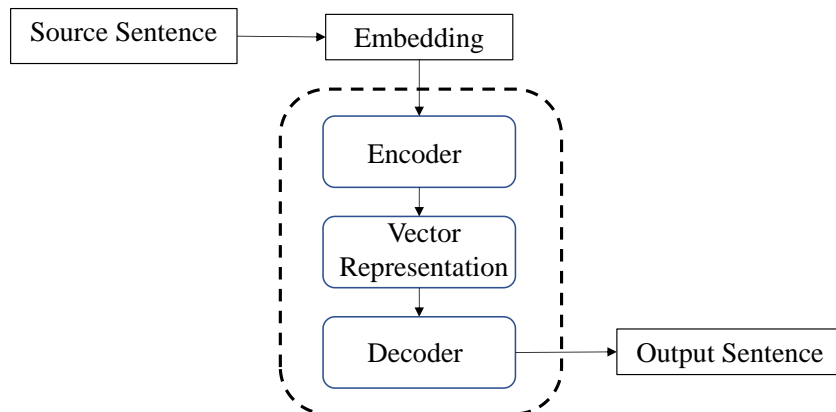 Source Sentence
Embedding
Encoder
Vector
Representation
Decoder
Output Sentence